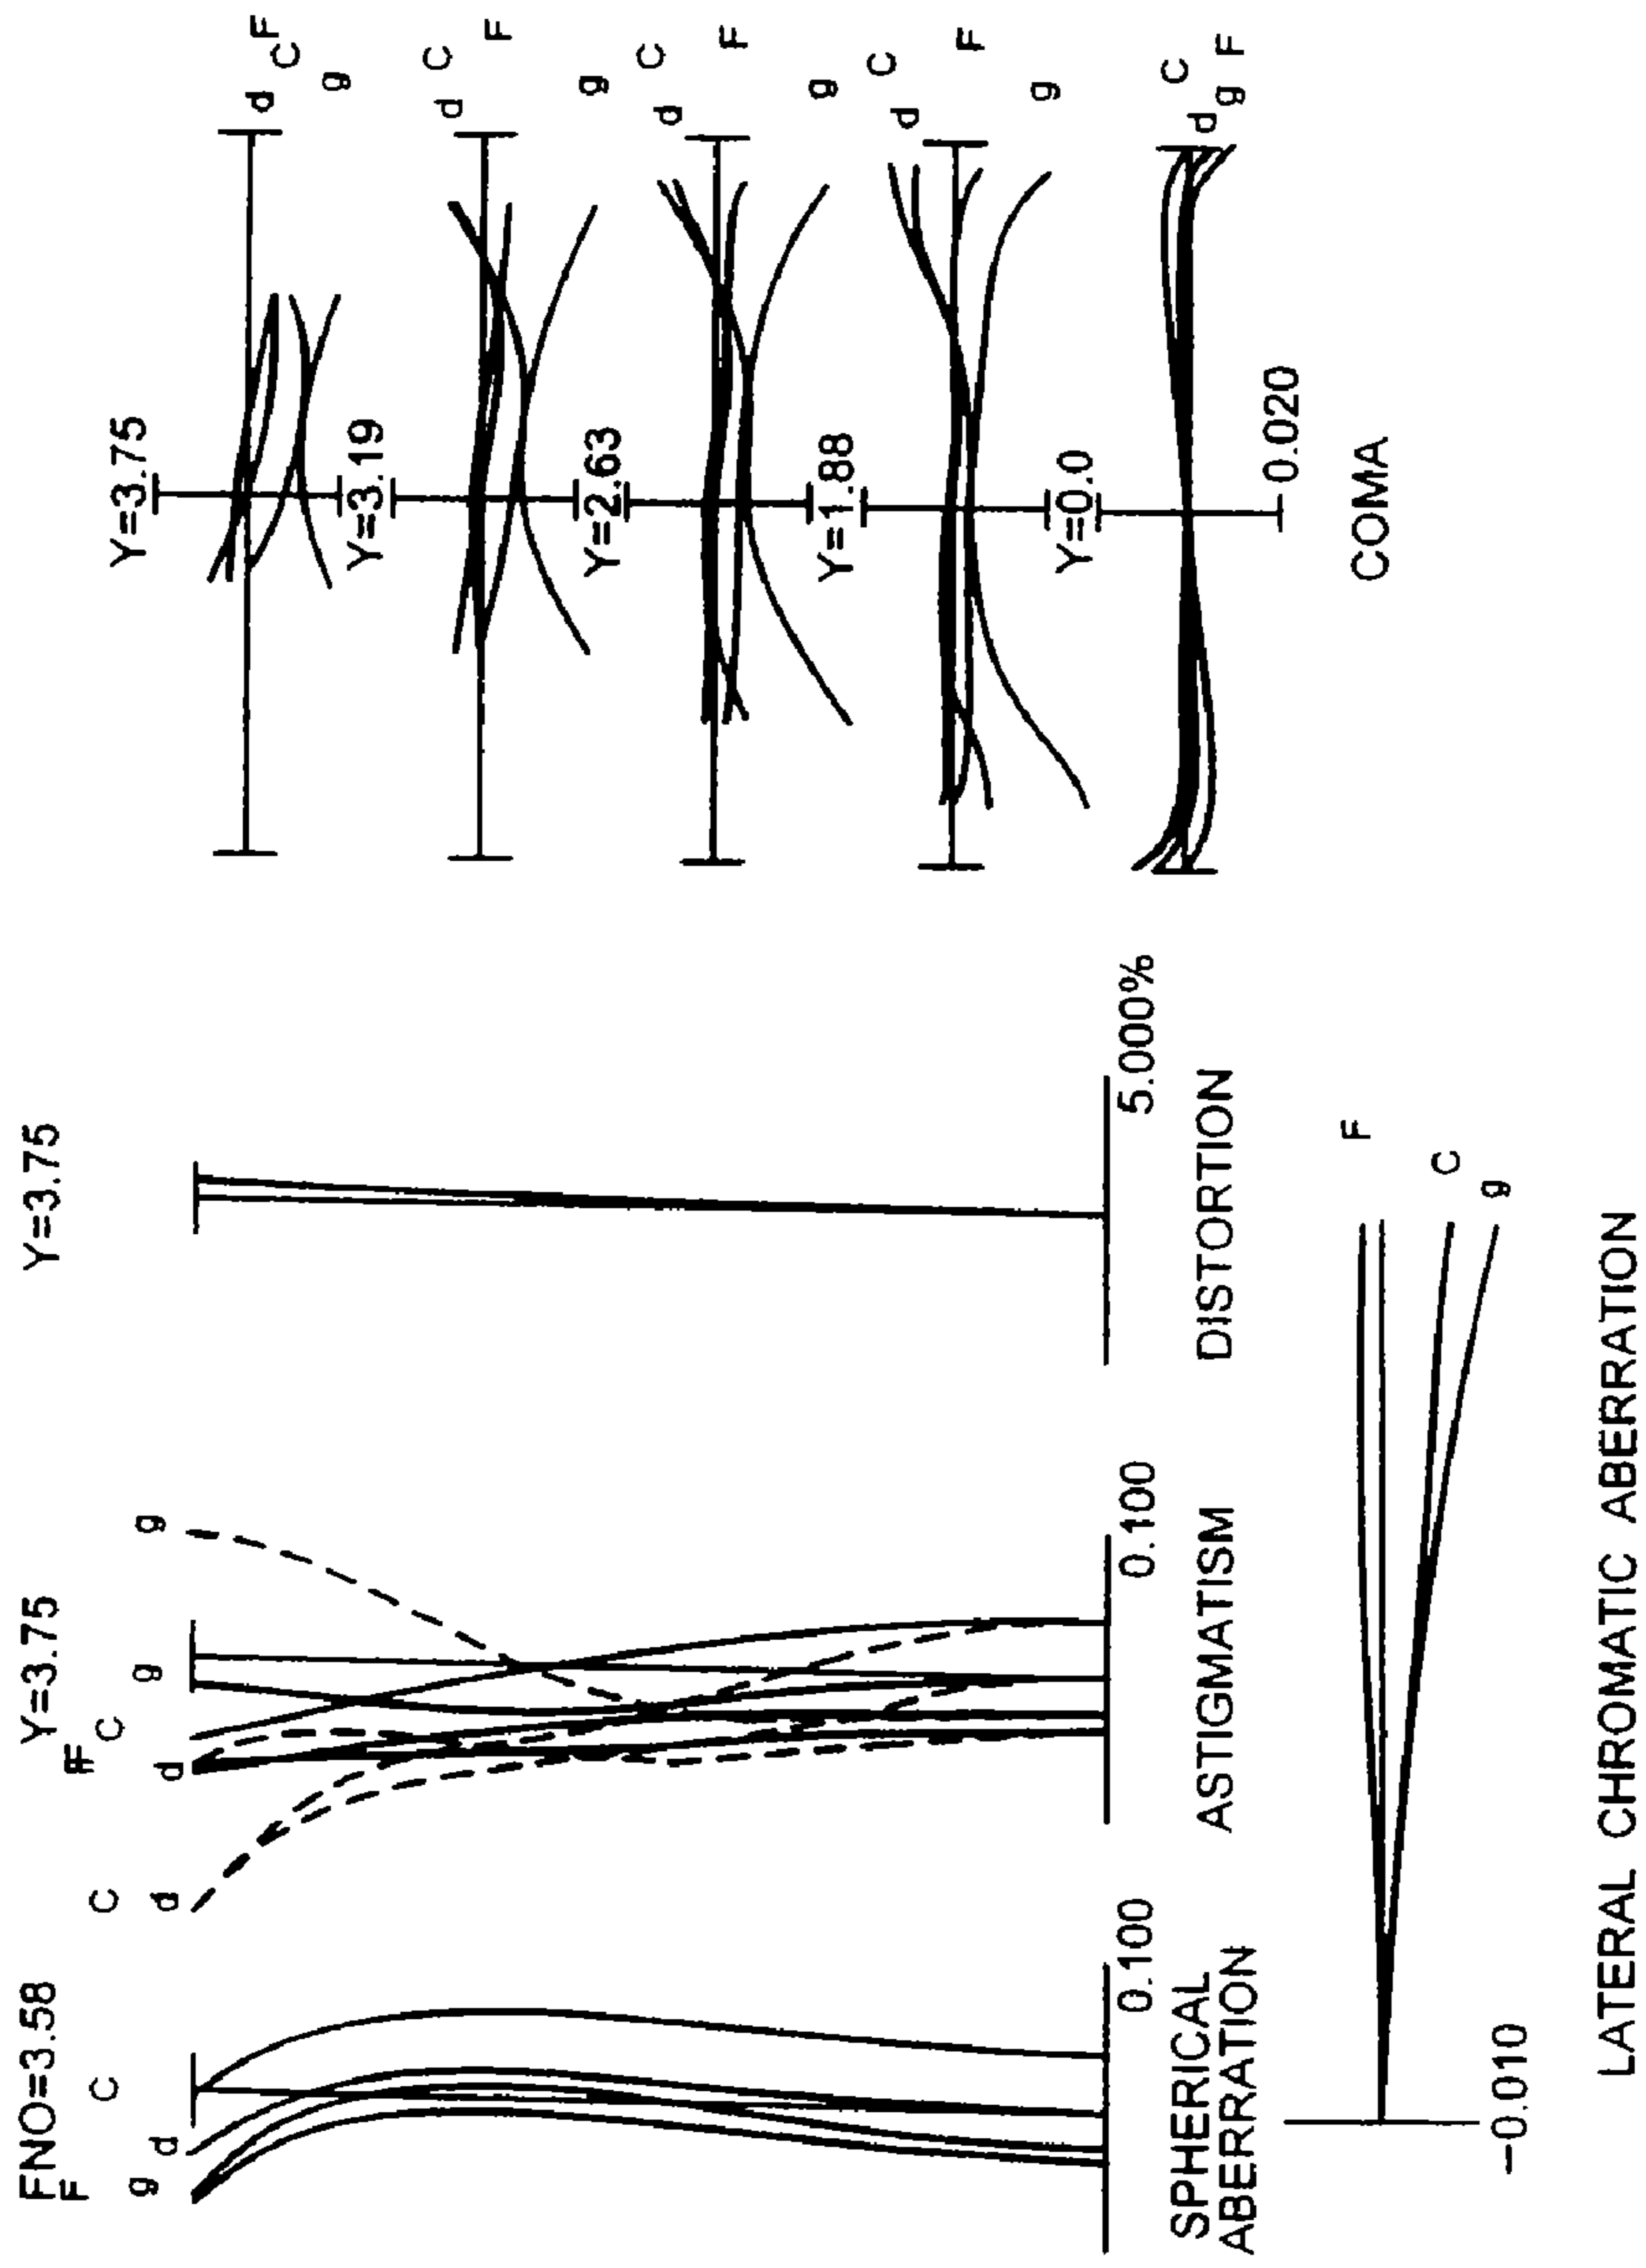 FNO=3.58
F
C
d
g
0.100
SPHERICAL
ABERRATION
Y=3.75
FF
C
C
g
g
d
d
0.100
ASTIGMATISM
Y=3.75
5.000%
DISTORTION
Y=3.75
F
d
C
g
Y=3.19
C
F
d
g
Y=2.63
C
F
d
g
Y=1.88
C
F
d
g
Y=0.0
C
F
d
g
0.020
COMA
F
C
g
-0.010
LATERAL CHROMATIC ABERRATION